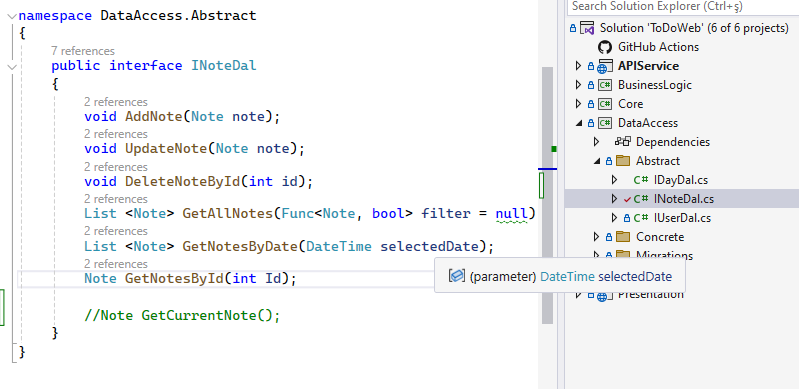 namespace DataAccess.Abstract
{
7 references
public interface INoteDal
{
2 references
void AddNote(Note note);
2 references
void UpdateNote(Note note);
2 references
void DeleteNoteById(int id);
2 references
List <Note> GetAllNotes(Func<Note, bool> filter = null)
2 references
List <Note> GetNotesByDate(DateTime selectedDate);
2 references
Note GetNotesById(int Id);
(parameter) DateTime selectedDate
//Note GetCurrentNote();
}
}
Search Solution Explorer (Ctrl+ş)
Solution 'ToDoWeb' (6 of 6 projects)
GitHub Actions
APIService
BusinessLogic
Core
DataAccess
Dependencies
Abstract
IDayDal.cs
INoteDal.cs
IUserDal.cs
Concrete
Migrations
Presentation